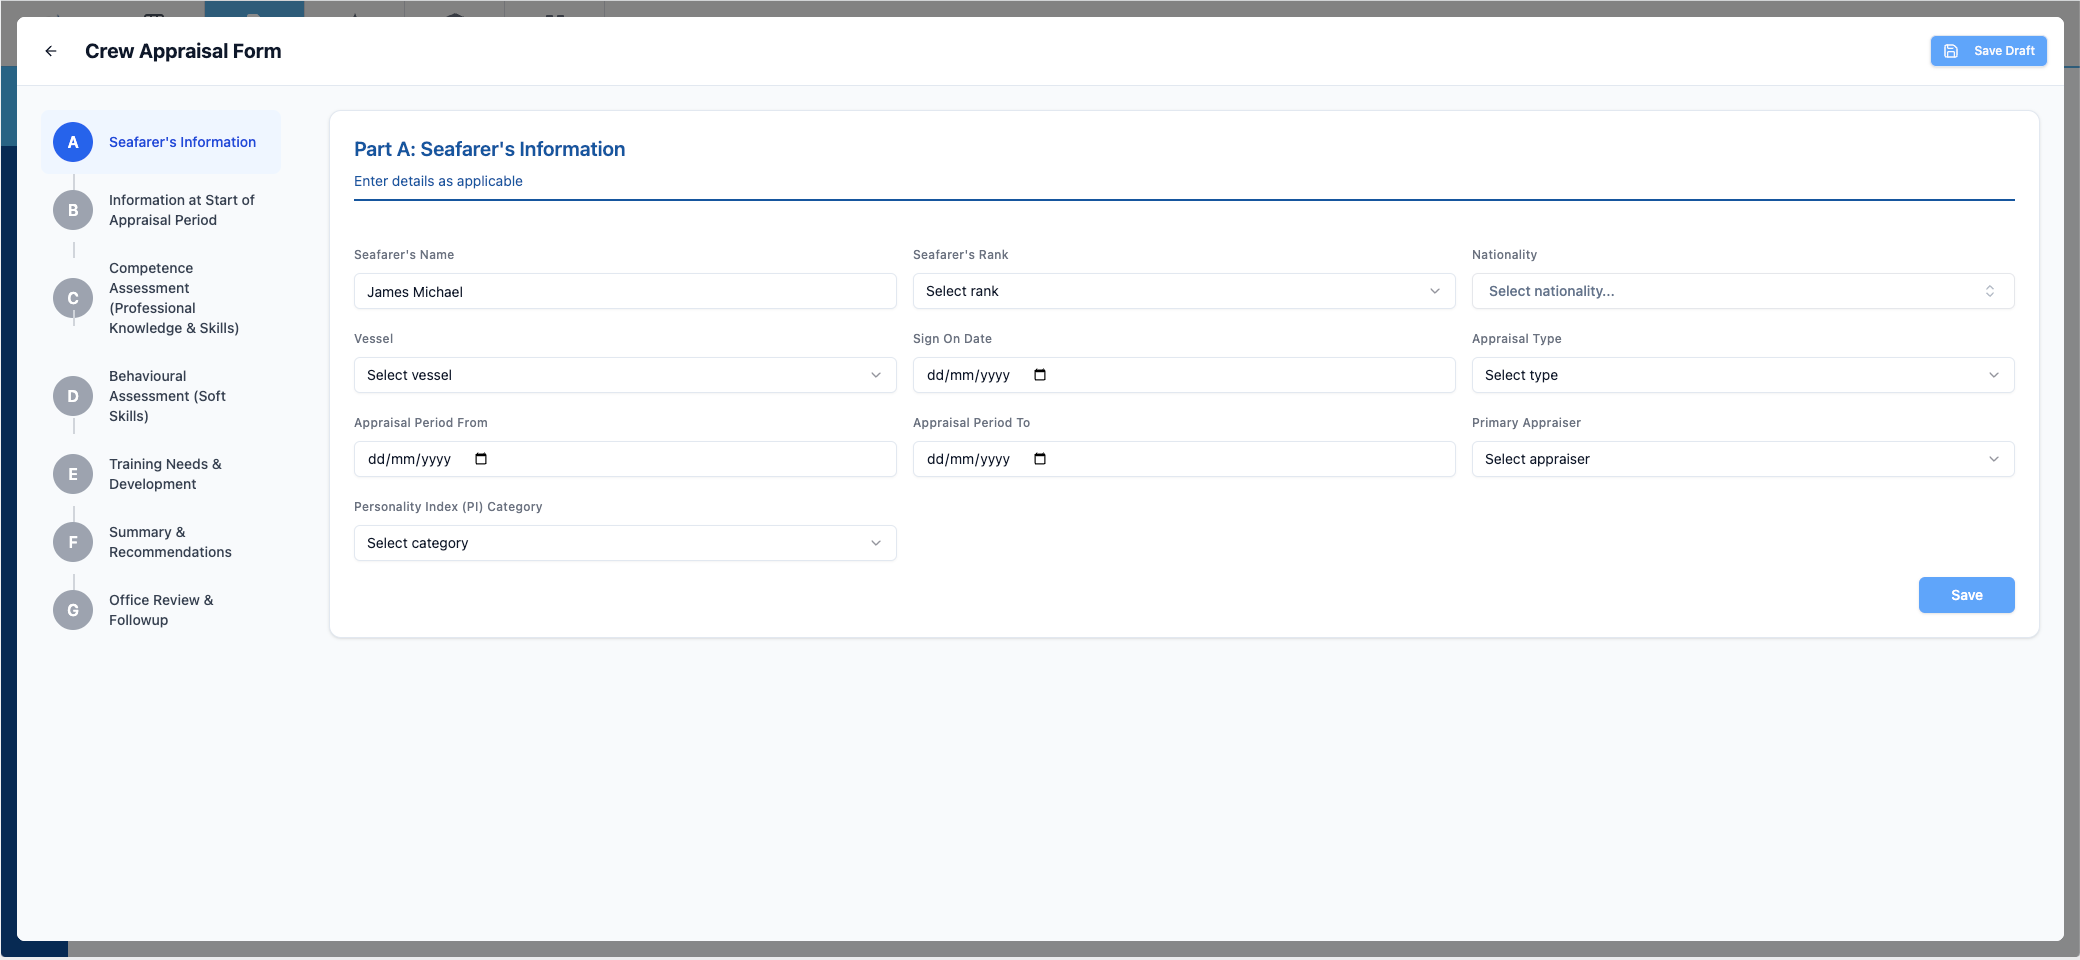 Crew Appraisal Form
Save Draft
A
Seafarer's Information
B
Information at Start of
Appraisal Period
C
Competence
Assessment
(Professional
Knowledge & Skills)
D
Behavioural
Assessment (Soft
Skills)
E
Training Needs &
Development
F
Summary &
Recommendations
G
Office Review &
Followup
Part A: Seafarer's Information
Enter details as applicable
Seafarer's Name
James Michael
Seafarer's Rank
Select rank
Nationality
Select nationality...
Vessel
Select vessel
Sign On Date
dd/mm/yyyy
Appraisal Type
Select type
Appraisal Period From
dd/mm/yyyy
Appraisal Period To
dd/mm/yyyy
Primary Appraiser
Select appraiser
Personality Index (PI) Category
Select category
Save